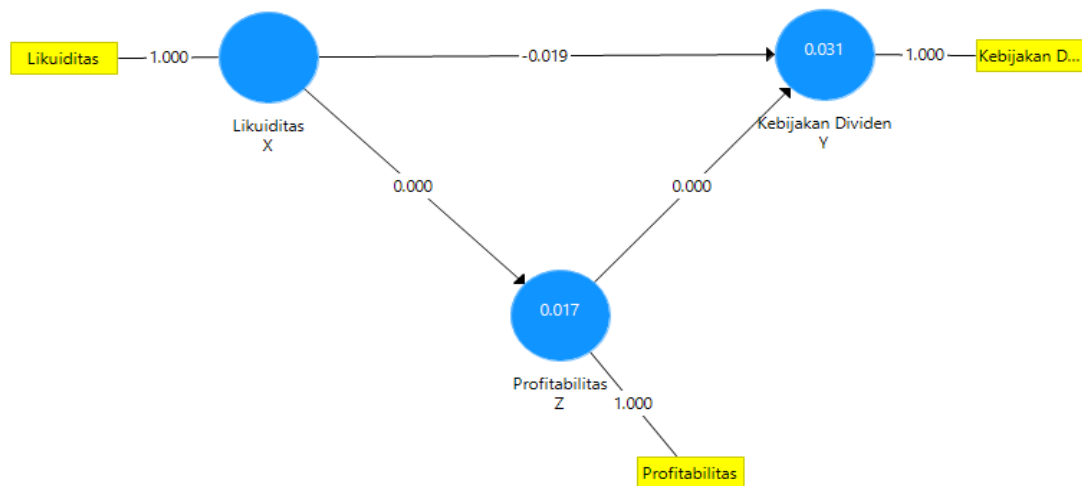 Likuiditas
1.000
-0.019
0.031
1.000
Kebijakan D...
Likuiditas
X
Kebijakan Dividen
Y
0.000
0.000
0.017
Profitabilitas
Z
1.000
Profitabilitas